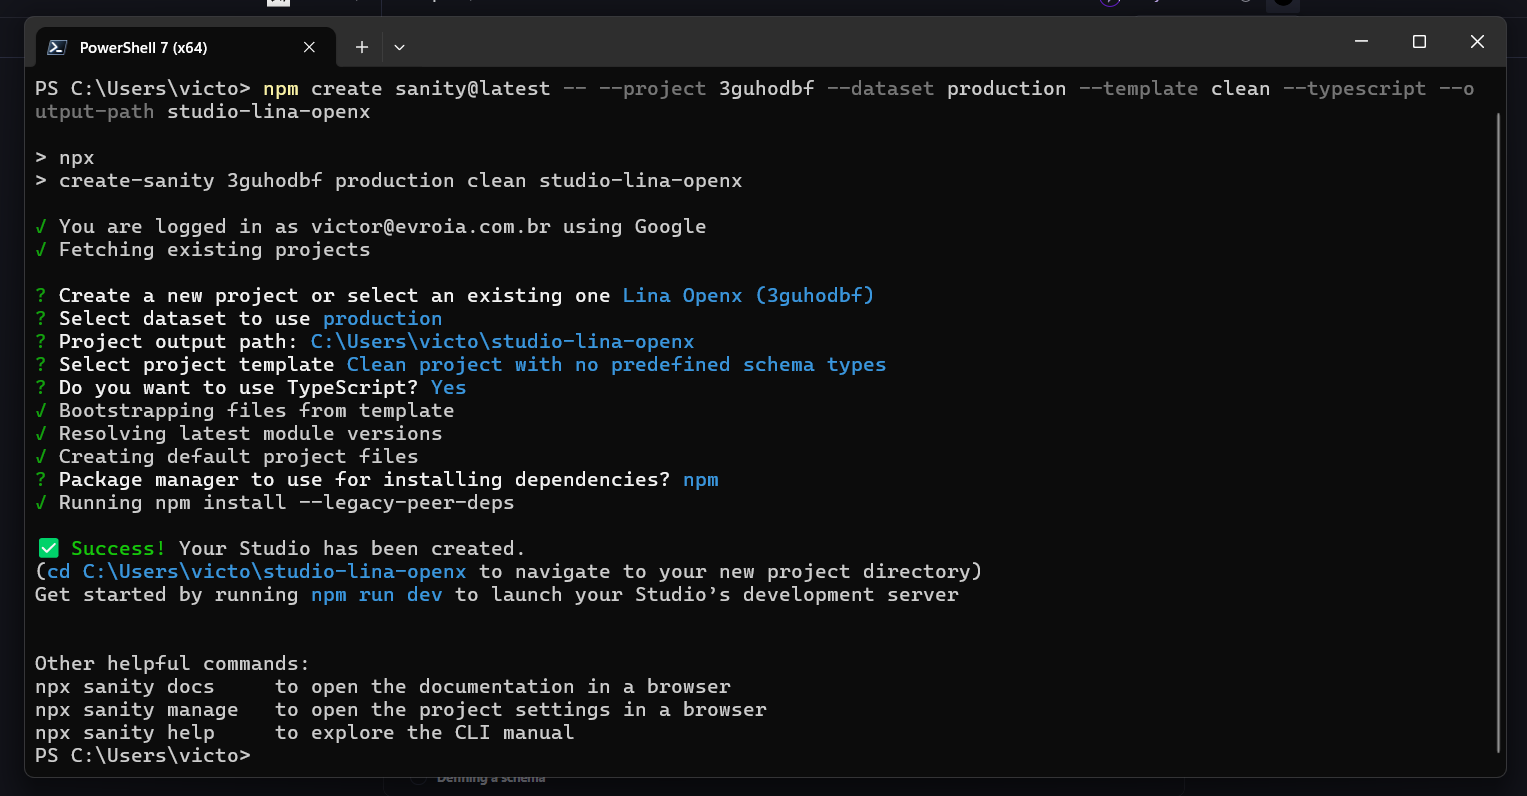 PowerShell 7 (x64)
PS C:\Users\victo> npm create sanity@latest -- --project 3guhodbf --dataset production --template clean --typescript --o
utput-path studio-lina-openx
> npx
> create-sanity 3guhodbf production clean studio-lina-openx
√ You are logged in as victor@evroia.com.br using Google
√ Fetching existing projects
? Create a new project or select an existing one Lina Openx (3guhodbf)
? Select dataset to use production
? Project output path: C:\Users\victo\studio-lina-openx
? Select project template Clean project with no predefined schema types
? Do you want to use TypeScript? Yes
√ Bootstrapping files from template
√ Resolving latest module versions
√ Creating default project files
? Package manager to use for installing dependencies? npm
√ Running npm install --legacy-peer-deps
✅ Success! Your Studio has been created.
(cd C:\Users\victo\studio-lina-openx to navigate to your new project directory)
Get started by running npm run dev to launch your Studio’s development server
Other helpful commands:
npx sanity docs     to open the documentation in a browser
npx sanity manage   to open the project settings in a browser
npx sanity help     to explore the CLI manual
PS C:\Users\victo>
Defining a schema